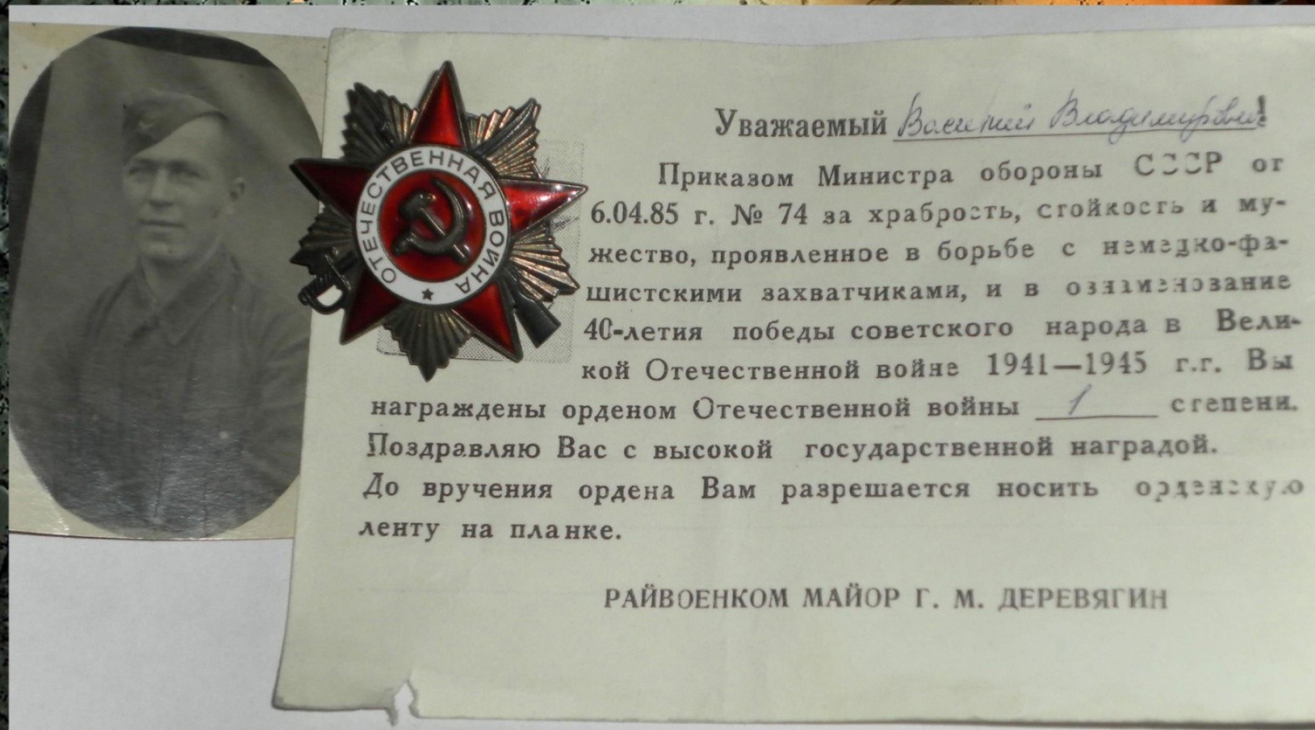 ОТЕЧЕСТВЕННАЯ ВОЙНА
Уважаемый Василий Владимирович!
Приказом Министра обороны СССР от
6.04.85 г. № 74 за храбрость, стойкость и му-
жество, проявленное в борьбе с немецко-фа-
шистскими захватчиками, и в ознаменование
40-летия победы советского народа в Вели-
кой Отечественной войне 1941—1945 г.г. Вы
награждены орденом Отечественной войны 1 степени.
Поздравляю Вас с высокой государственной наградой.
До вручения ордена Вам разрешается носить орденскую
ленту на планке.
РАЙВОЕНКОМ МАЙОР Г. М. ДЕРЕВЯГИН